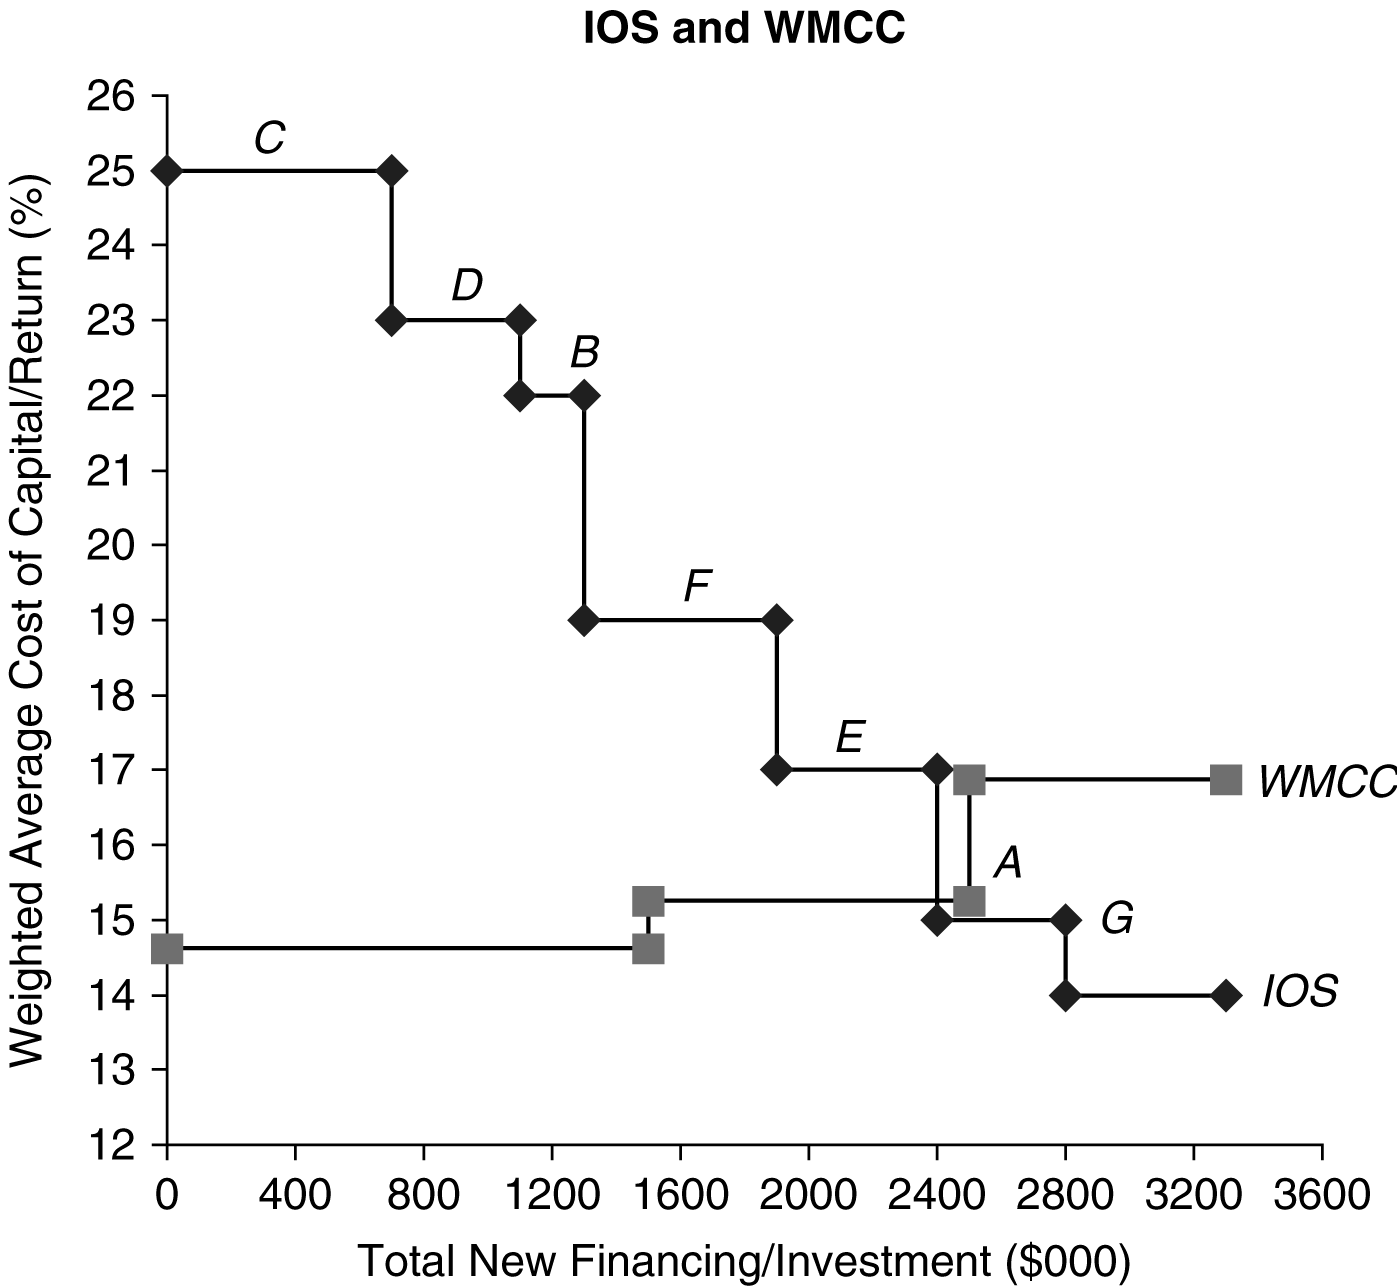 IOS and WMCC
Weighted Average Cost of Capital/Return (%)
26
25
24
23
22
21
20
19
18
17
16
15
14
13
12
C
D
B
F
E
A
G
WMCC
IOS
0 400 800 1200 1600 2000 2400 2800 3200 3600
Total New Financing/Investment ($000)